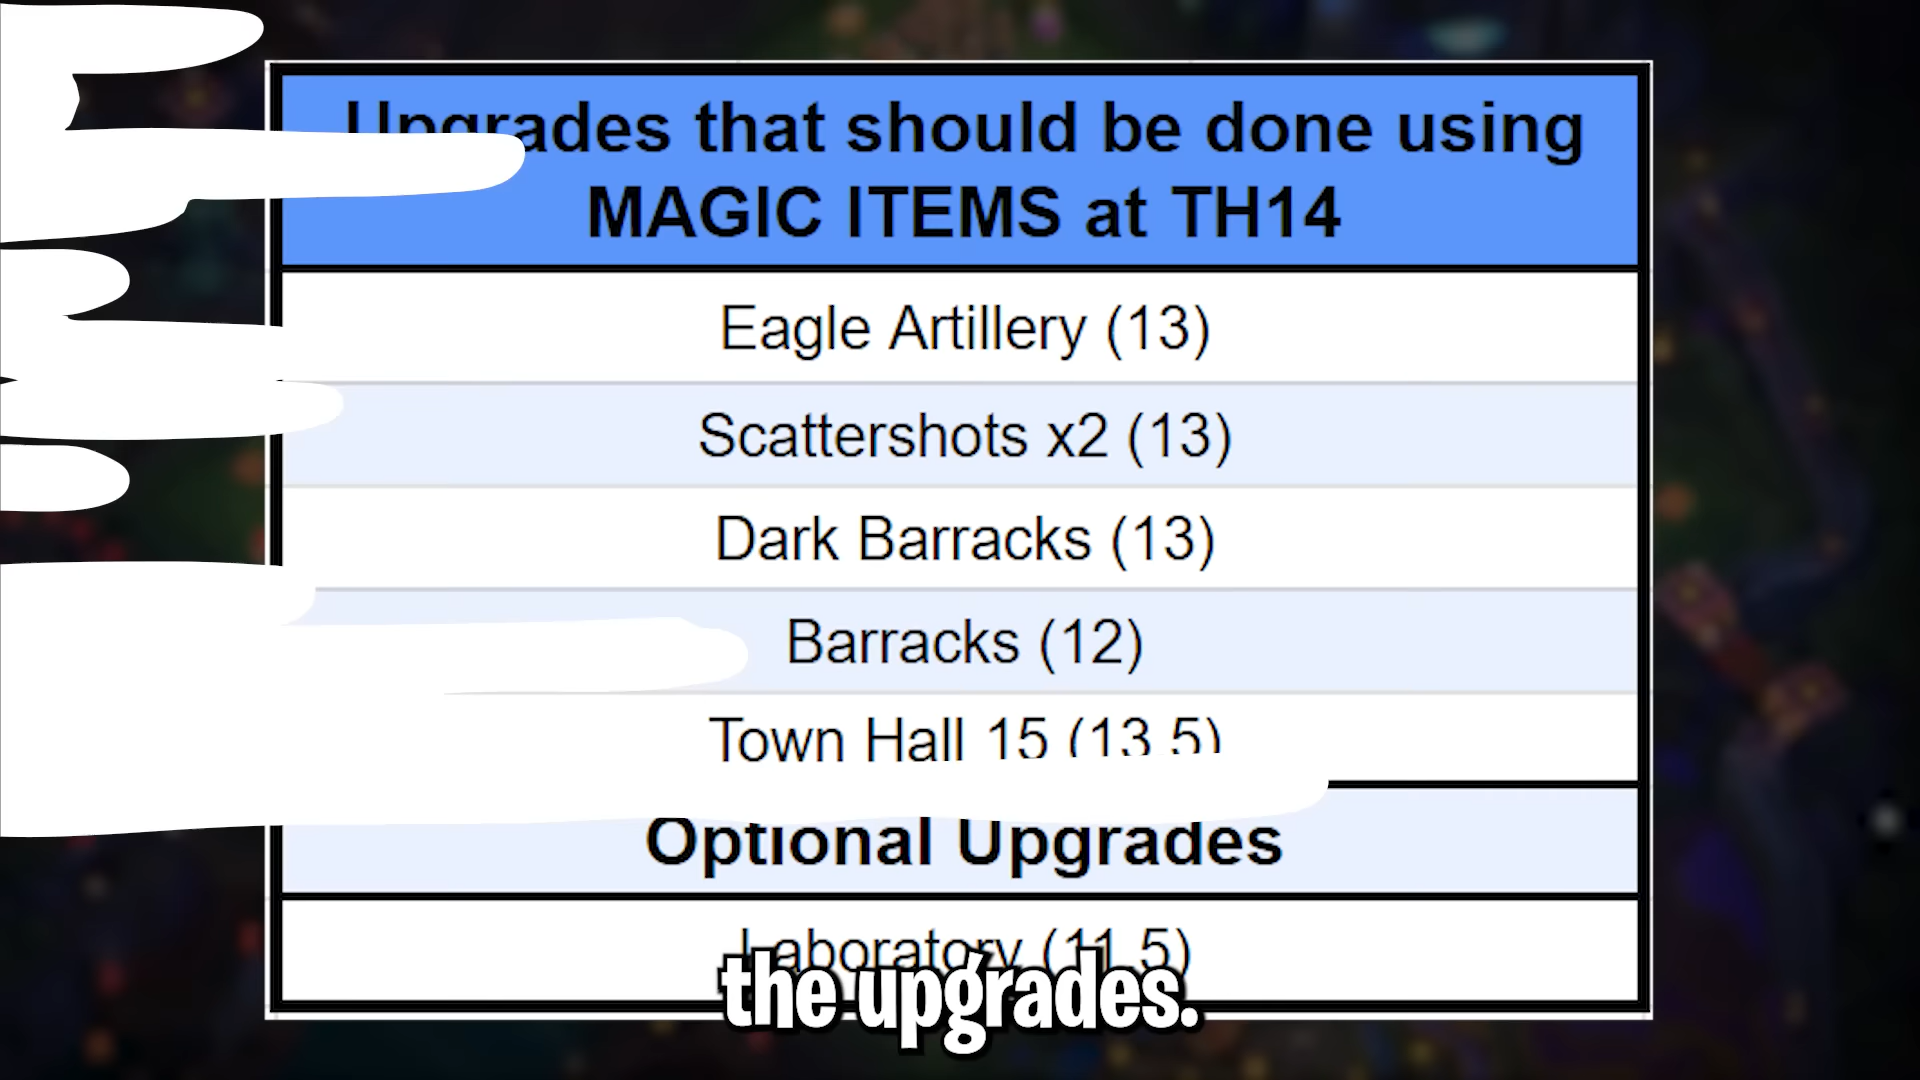 Upgrades that should be done using
MAGIC ITEMS at TH14
Eagle Artillery (13)
Scattershots x2 (13)
Dark Barracks (13)
Barracks (12)
Town Hall 15 (13.5)
Optional Upgrades
Laboratory (11.5)
the upgrades.